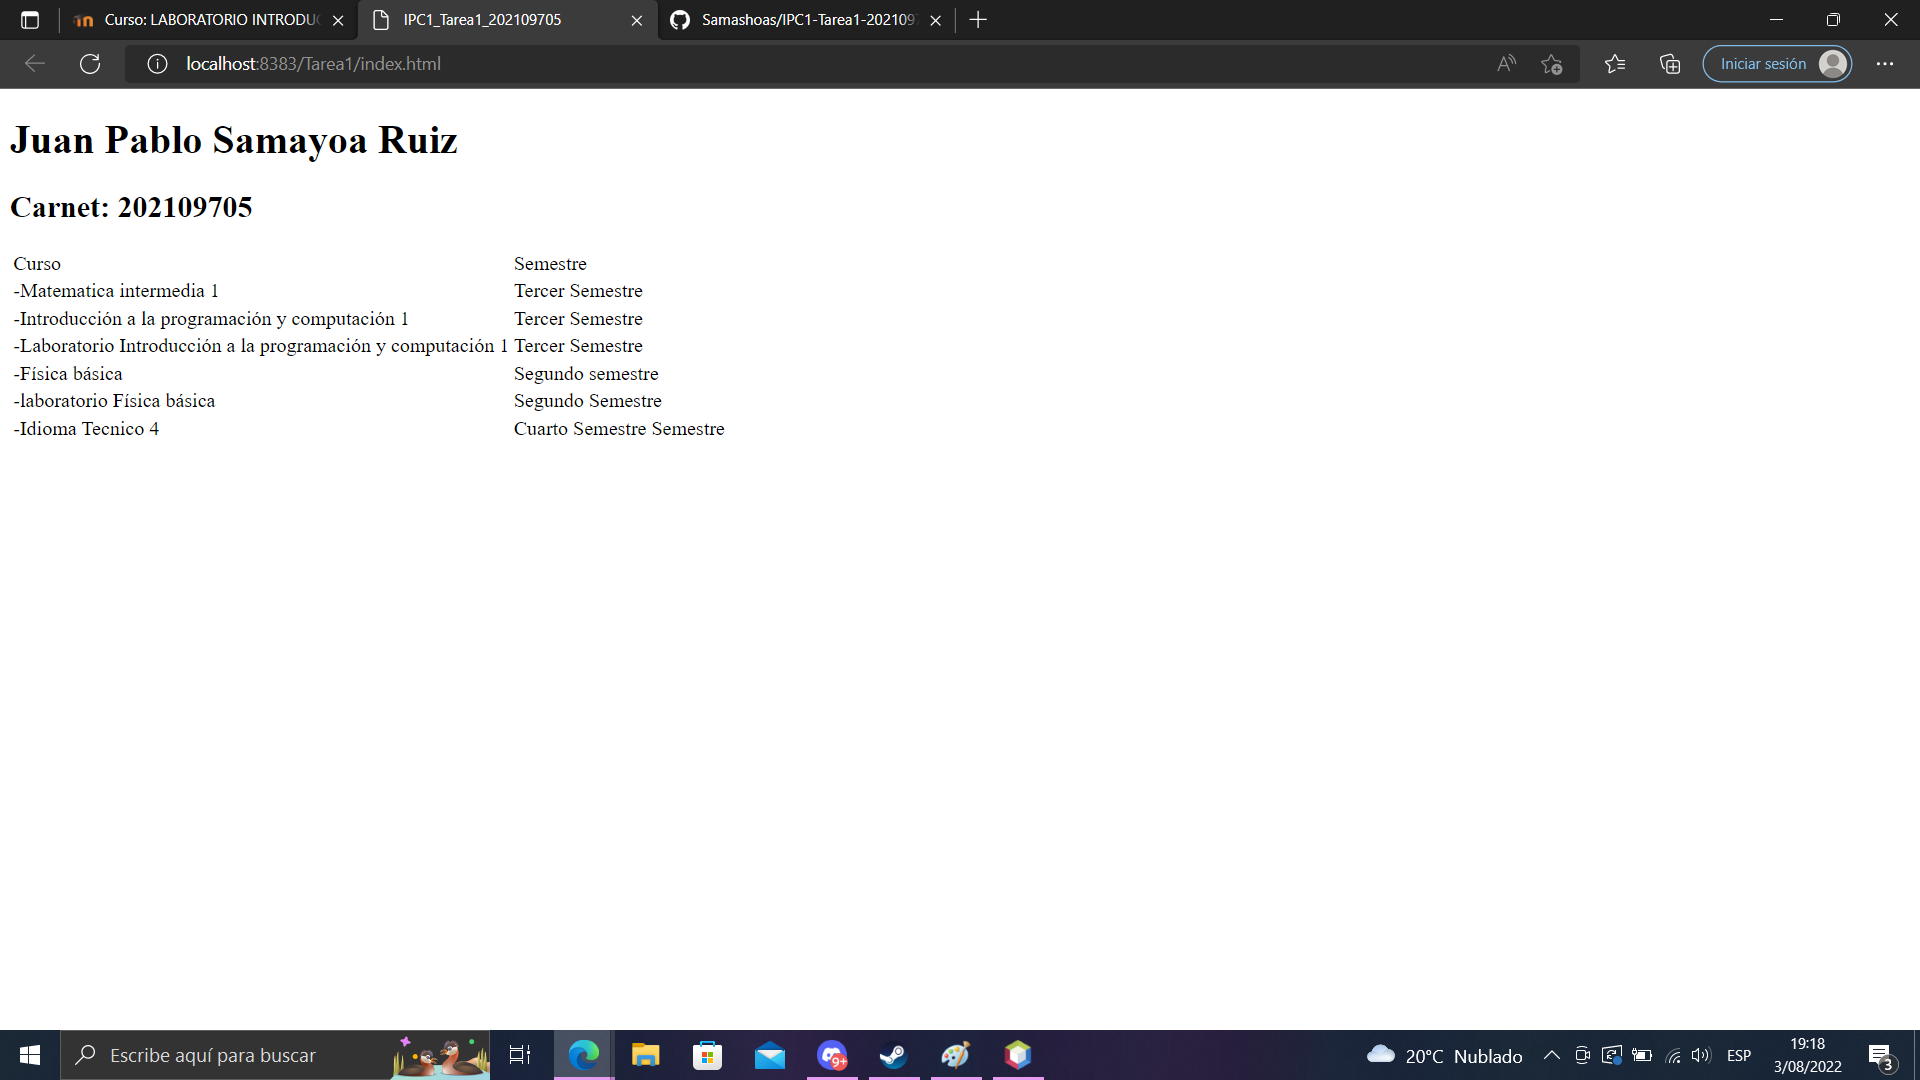 Curso: LABORATORIO INTRODUC
IPC1_Tarea1_202109705
Samashoas/IPC1-Tarea1-202109
localhost:8383/Tarea1/index.html
Iniciar sesión
Juan Pablo Samayoa Ruiz
Carnet: 202109705
Curso Semestre
-Matematica intermedia 1 Tercer Semestre
-Introducción a la programación y computación 1 Tercer Semestre
-Laboratorio Introducción a la programación y computación 1 Tercer Semestre
-Física básica Segundo semestre
-laboratorio Física básica Segundo Semestre
-Idioma Tecnico 4 Cuarto Semestre Semestre
Escribe aquí para buscar
9+
20°C Nublado
ESP
19:18
3/08/2022
3